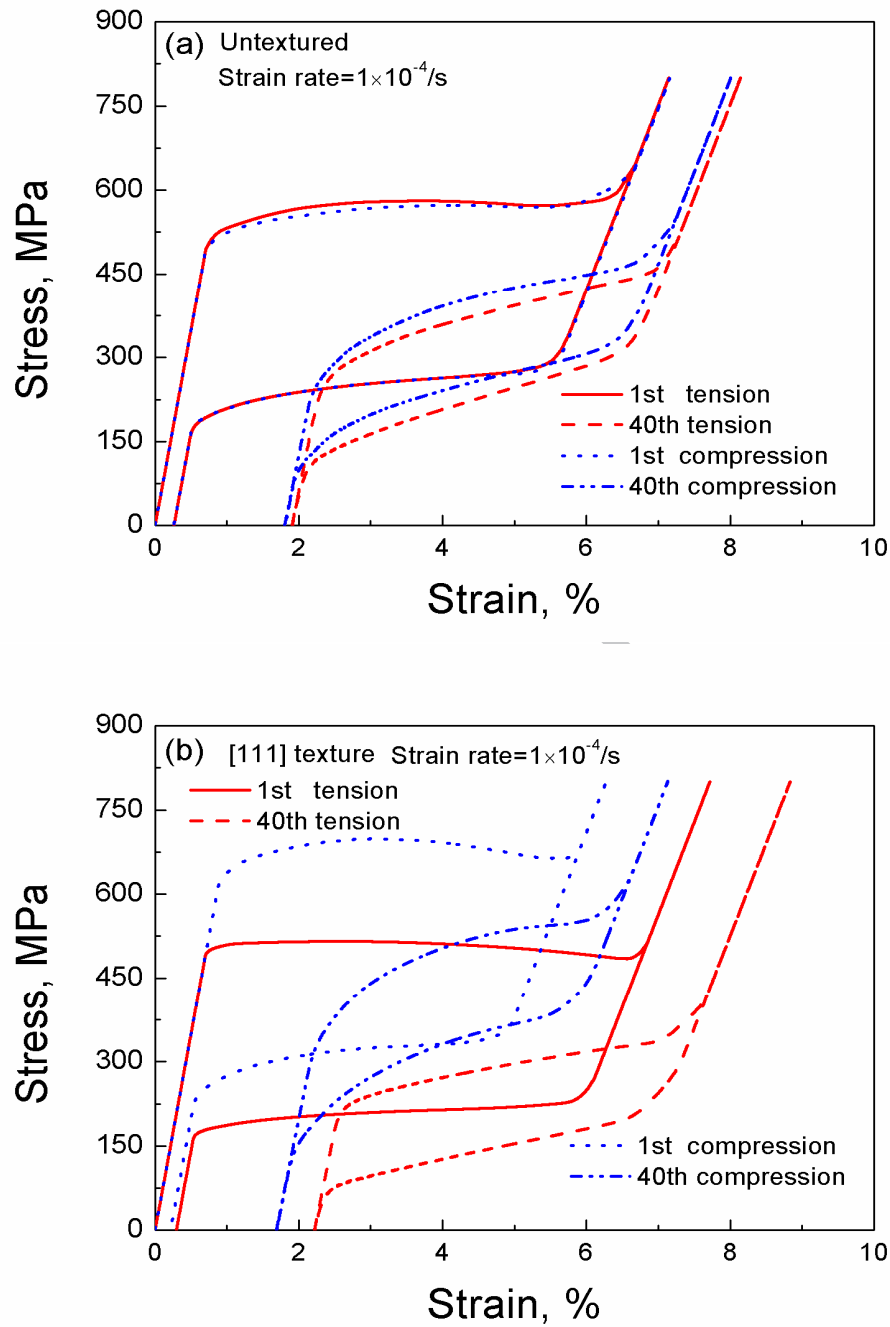 900
(a) Untextured
Strain rate=1×10⁻⁴/s
750
600
450
300
150
0
Stress, MPa
1st tension
40th tension
1st compression
40th compression
0 2 4 6 8 10
Strain, %
900
(b) [111] texture Strain rate=1×10⁻⁴/s
1st tension
40th tension
750
600
450
300
150
0
Stress, MPa
1st compression
40th compression
0 2 4 6 8 10
Strain, %